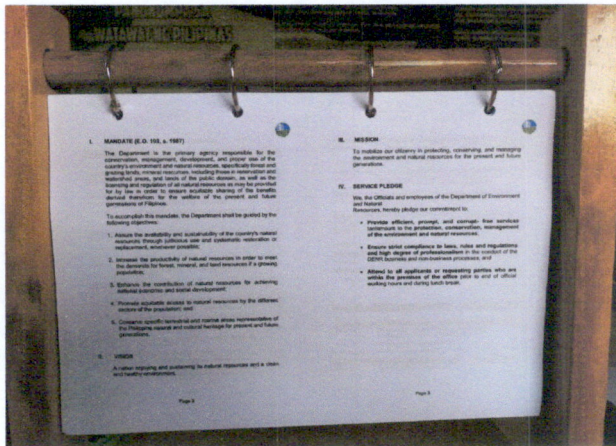 WATAWAT NG PILIPINAS
I. MANDATE (E.O. 192, s. 1987)
The Department is the primary agency responsible for the
conservation, management, development, and proper use of the
country's environment and natural resources, specifically forest and
grazing lands, mineral resources, including those in reservation and
watershed areas, and lands of the public domain, as well as the
licensing and regulation of all natural resources as may be provided
for by law in order to ensure equitable sharing of the benefits
derived therefrom for the welfare of the present and future
generations of Filipinos.
To accomplish this mandate, the Department shall be guided by the
following objectives:
1. Assure the availability and sustainability of the country's natural
resources through judicious use and systematic restoration or
replacement, whenever possible;
2. Increase the productivity of natural resources in order to meet
the demands for forest, mineral, and land resources if a growing
population;
3. Enhance the contribution of natural resources for achieving
national economic and social development;
4. Promote equitable access to natural resources by the different
sectors of the population; and
5. Conserve specific terrestrial and marine areas representative of
the Philippine natural and cultural heritage for present and future
generations.
II. VISION
A nation enjoying and sustaining its natural resources and a clean
and healthy environment.
Page 2
III. MISSION
To mobilize our citizenry in protecting, conserving, and managing
the environment and natural resources for the present and future
generations.
IV. SERVICE PLEDGE
We, the Officials and employees of the Department of Environment
and Natural
Resources, hereby pledge our commitment to:
• Provide efficient, prompt, and corrupt- free services
tantamount to the protection, conservation, management
of the environment and natural resources;
• Ensure strict compliance to laws, rules and regulations
and high degree of professionalism in the conduct of the
DENR business and non-business processes; and
• Attend to all applicants or requesting parties who are
within the premises of the office prior to end of official
working hours and during lunch break.
Page 3